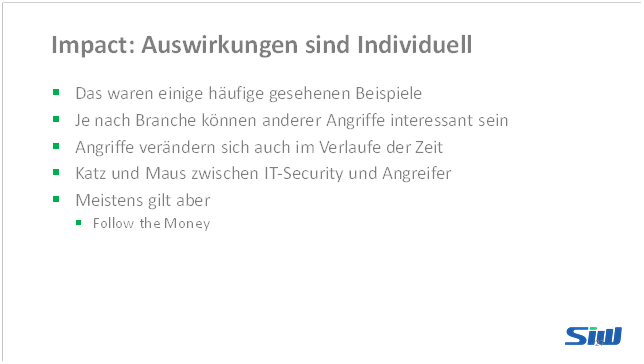 Impact: Auswirkungen sind Individuell
Das waren einige häufige gesehenen Beispiele
Je nach Branche können anderer Angriffe interessant sein
Angriffe verändern sich auch im Verlaufe der Zeit
Katz und Maus zwischen IT-Security und Angreifer
Meistens gilt aber
Follow the Money
SiW